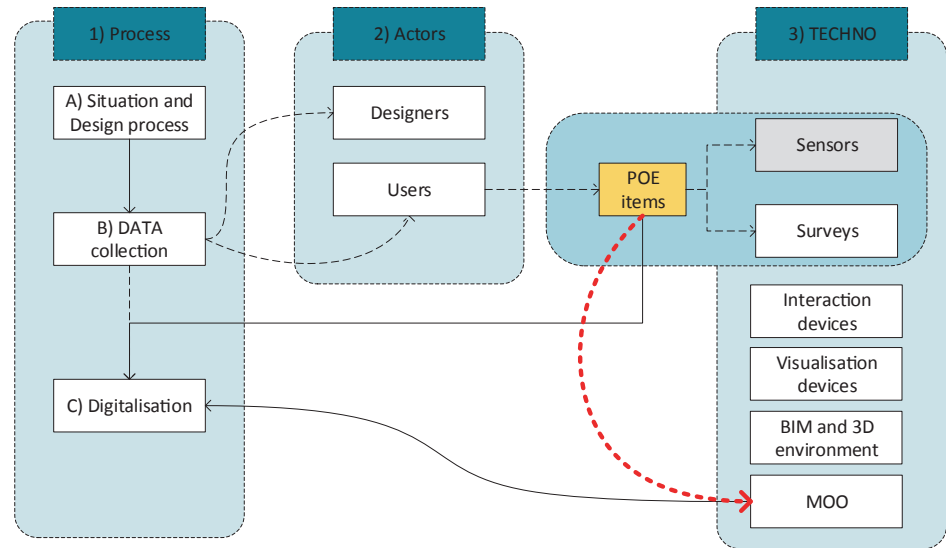 1) Process
A) Situation and
Design process
B) DATA
collection
C) Digitalisation
2) Actors
Designers
Users
POE
items
3) TECHNO
Sensors
Surveys
Interaction
devices
Visualisation
devices
BIM and 3D
environment
MOO